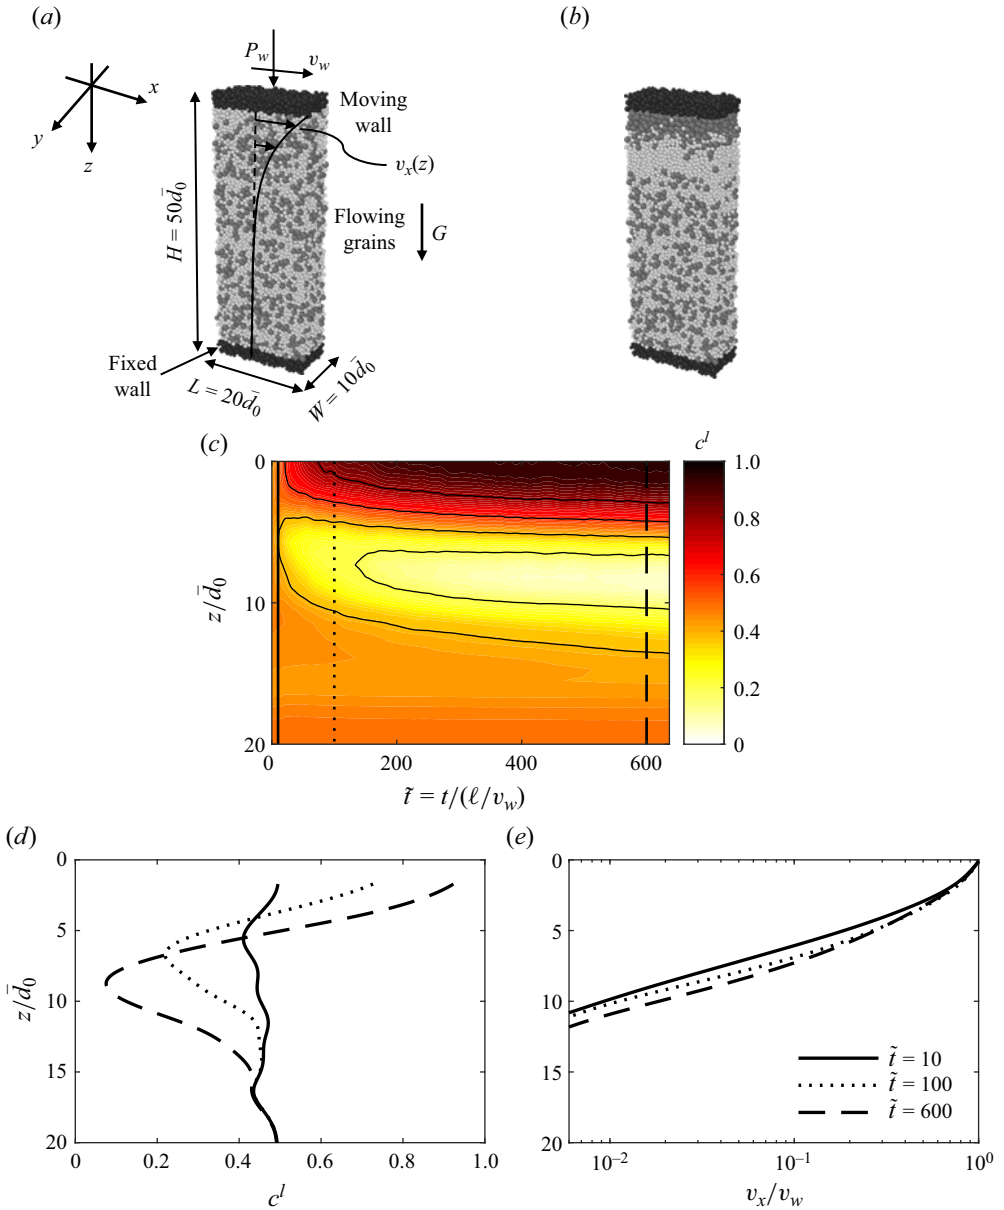 (a)
P_w
v_w
x
y
z
Moving
wall
v_x(z)
H = 50d̄_0
Flowing
grains
G
Fixed
wall
L = 20d̄_0
W = 10d̄_0
(b)
(c)
c^l
0
10
20
z/d̄_0
0
200
400
600
t̃ = t/(ℓ/v_w)
1.0
0.8
0.6
0.4
0.2
0
(d)
0
5
10
15
20
z/d̄_0
0
0.2
0.4
0.6
0.8
1.0
c^l
(e)
0
5
10
15
20
10^−2
10^−1
10^0
v_x/v_w
t̃ = 10
t̃ = 100
t̃ = 600